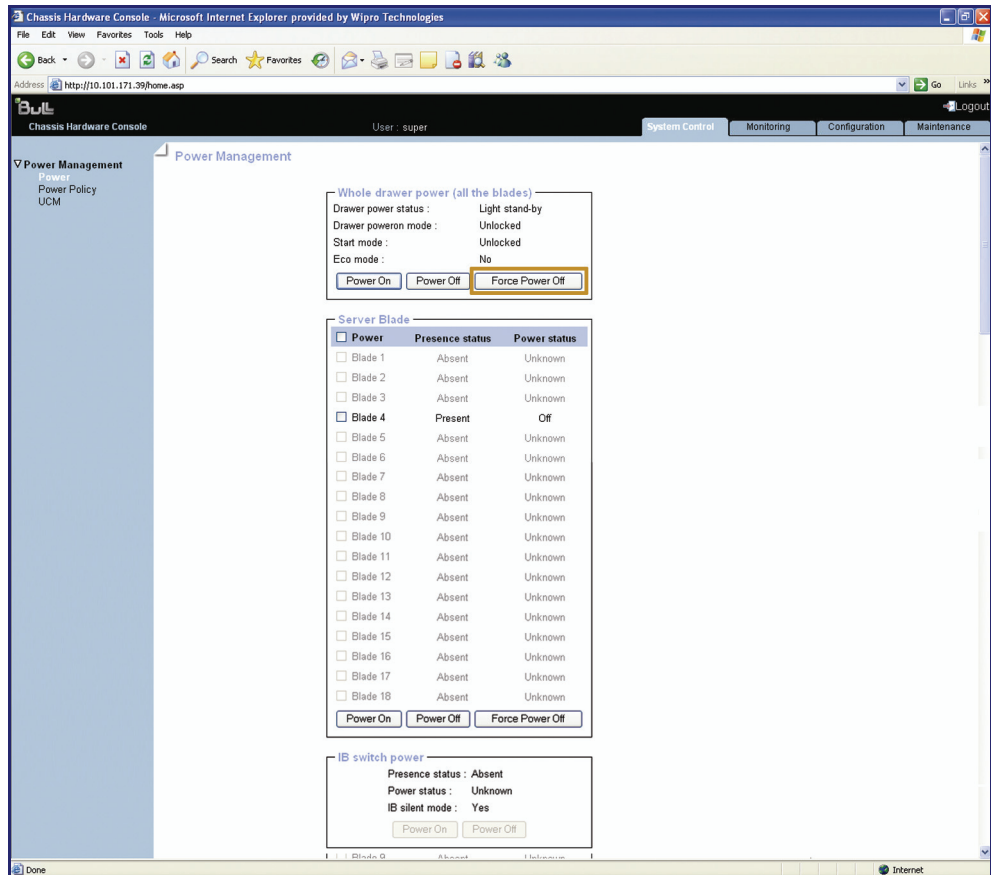 Chassis Hardware Console - Microsoft Internet Explorer provided by Wipro Technologies
File Edit View Favorites Tools Help
Back Search Favorites
Address http://10.101.171.39/home.asp Go Links »
Bull Logout
Chassis Hardware Console User : super System Control Monitoring Configuration Maintenance
Power Management
Power
Power Policy
UCM
Power Management
Whole drawer power (all the blades)
Drawer power status : Light stand-by
Drawer poweron mode : Unlocked
Start mode : Unlocked
Eco mode : No
Power On Power Off Force Power Off
Server Blade
Power Presence status Power status
Blade 1 Absent Unknown
Blade 2 Absent Unknown
Blade 3 Absent Unknown
Blade 4 Present Off
Blade 5 Absent Unknown
Blade 6 Absent Unknown
Blade 7 Absent Unknown
Blade 8 Absent Unknown
Blade 9 Absent Unknown
Blade 10 Absent Unknown
Blade 11 Absent Unknown
Blade 12 Absent Unknown
Blade 13 Absent Unknown
Blade 14 Absent Unknown
Blade 15 Absent Unknown
Blade 16 Absent Unknown
Blade 17 Absent Unknown
Blade 18 Absent Unknown
Power On Power Off Force Power Off
IB switch power
Presence status : Absent
Power status : Unknown
IB silent mode : Yes
Power On Power Off
Blade 9 Absent Unknown
Done Internet